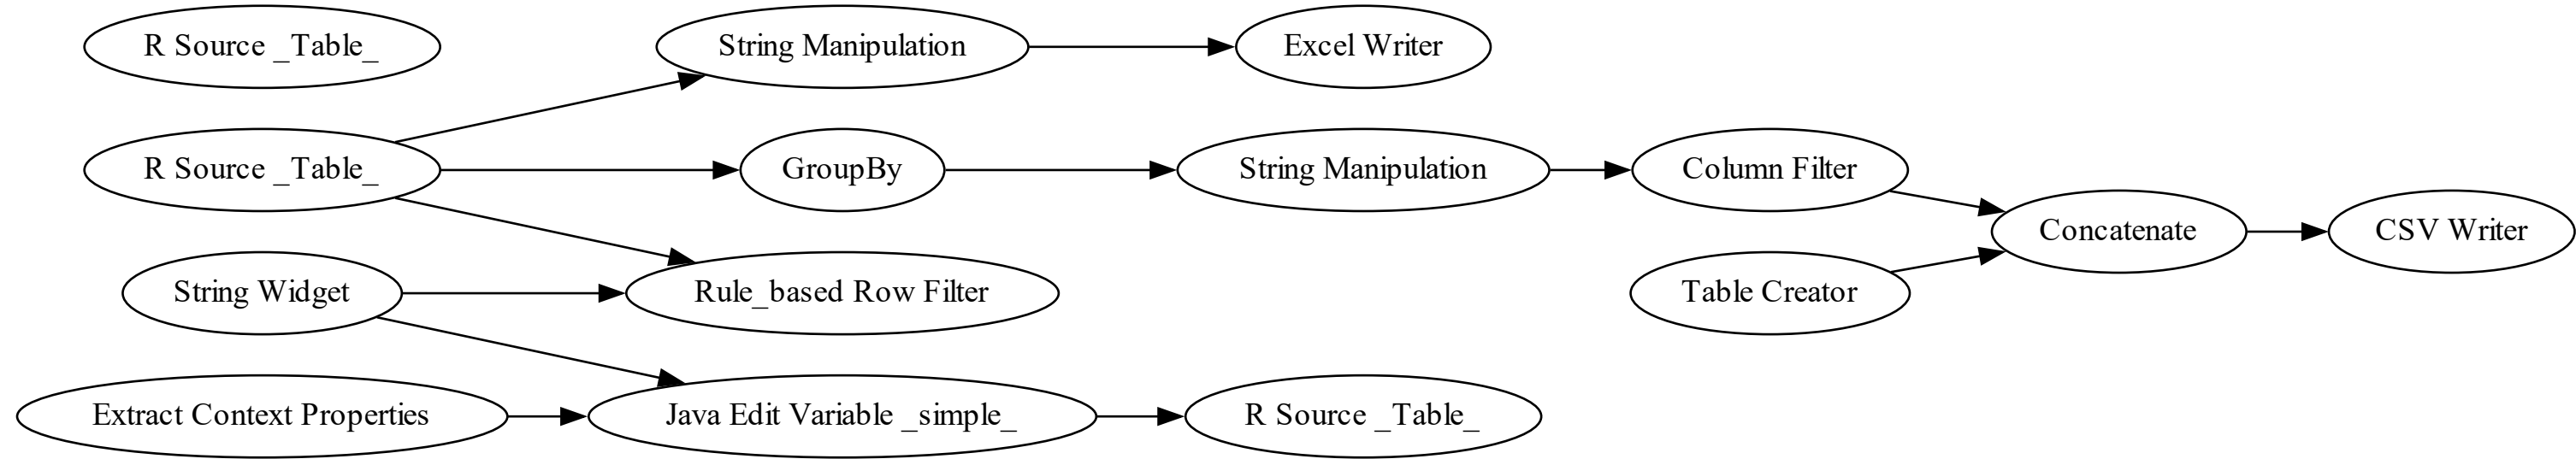 R Source _Table_
String Manipulation
Excel Writer
R Source _Table_
GroupBy
String Manipulation
Column Filter
Concatenate
CSV Writer
String Widget
Rule_based Row Filter
Table Creator
Extract Context Properties
Java Edit Variable _simple_
R Source _Table_